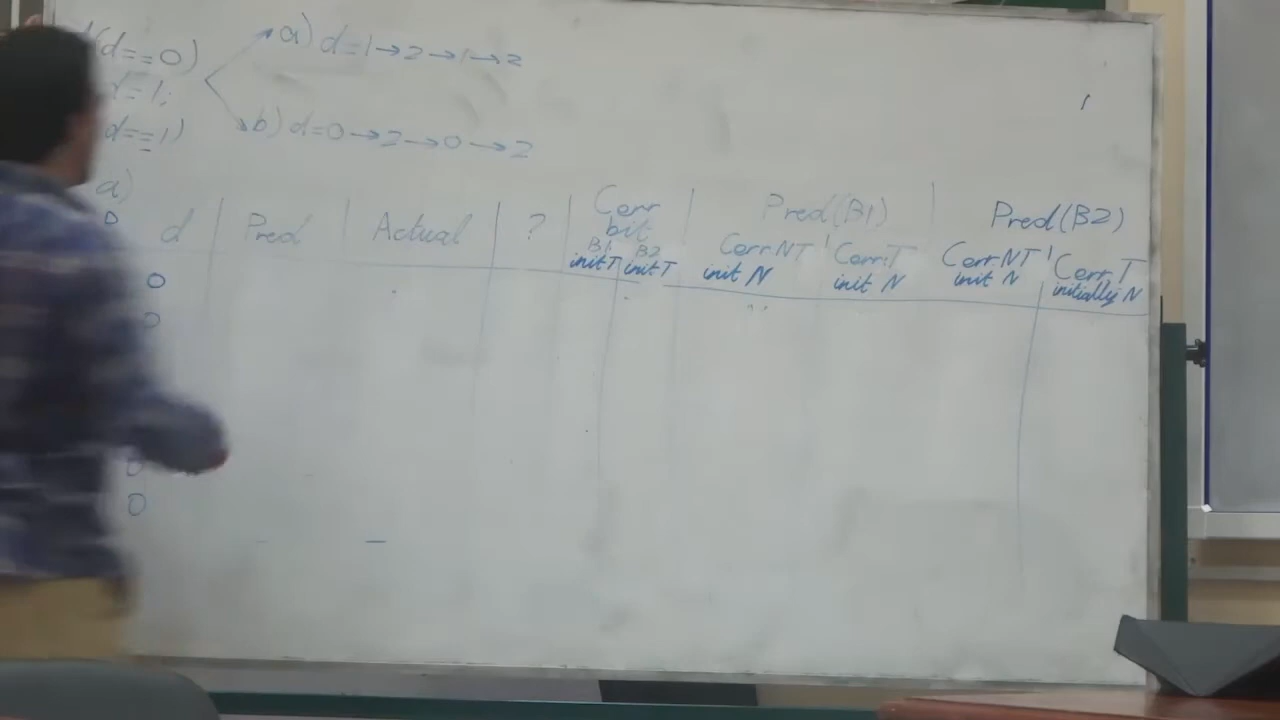 (d==0)
d=1;
d==1)
a) d=1→2→1→2
b) d=0→2→0→2
a)
d Pred Actual ? Corr bit Pred(B1) Pred(B2)
B1 B2 Corr NT Corr.T Corr NT Corr.T
init T init T init N init N init N initially N
0
0
0
0